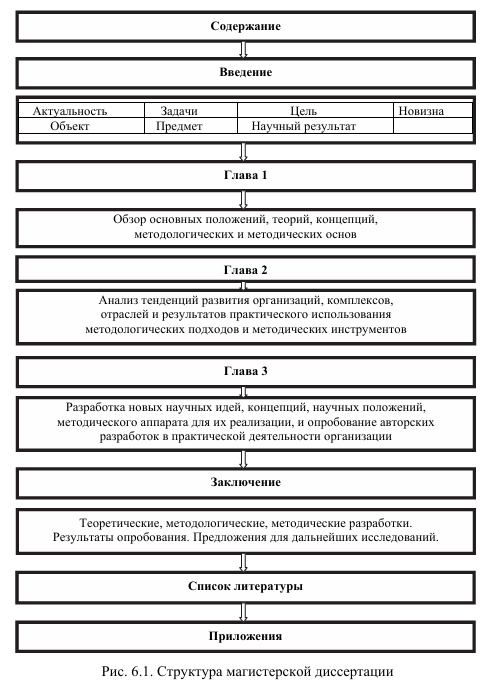 Содержание
Введение
Актуальность Задачи Цель Новизна
Объект Предмет Научный результат
Глава 1
Обзор основных положений, теорий, концепций,
методологических и методических основ
Глава 2
Анализ тенденций развития организаций, комплексов,
отраслей и результатов практического использования
методологических подходов и методических инструментов
Глава 3
Разработка новых научных идей, концепций, научных положений,
методического аппарата для их реализации, и опробование авторских
разработок в практической деятельности организации
Заключение
Теоретические, методологические, методические разработки.
Результаты опробования. Предложения для дальнейших исследований.
Список литературы
Приложения
Рис. 6.1. Структура магистерской диссертации